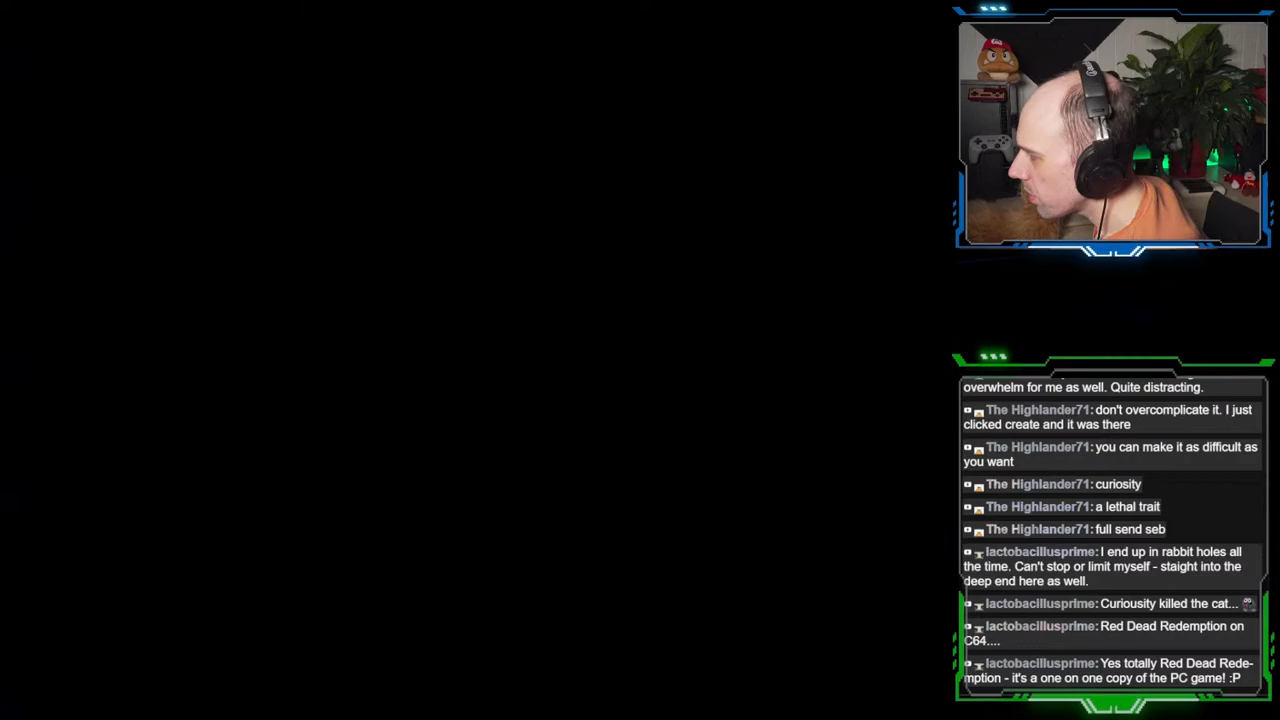 overwhelm for me as well. Quite distracting.
The Highlander71: don't overcomplicate it. I just
clicked create and it was there
The Highlander71: you can make it as difficult as
you want
The Highlander71: curiosity
The Highlander71: a lethal trait
The Highlander71: full send seb
lactobacillusprime: I end up in rabbit holes all
the time. Can't stop or limit myself - staight into the
deep end here as well.
lactobacillusprime: Curiousity killed the cat...
lactobacillusprime: Red Dead Redemption on
C64....
lactobacillusprime: Yes totally Red Dead Rede-
mption - it's a one on one copy of the PC game! :P